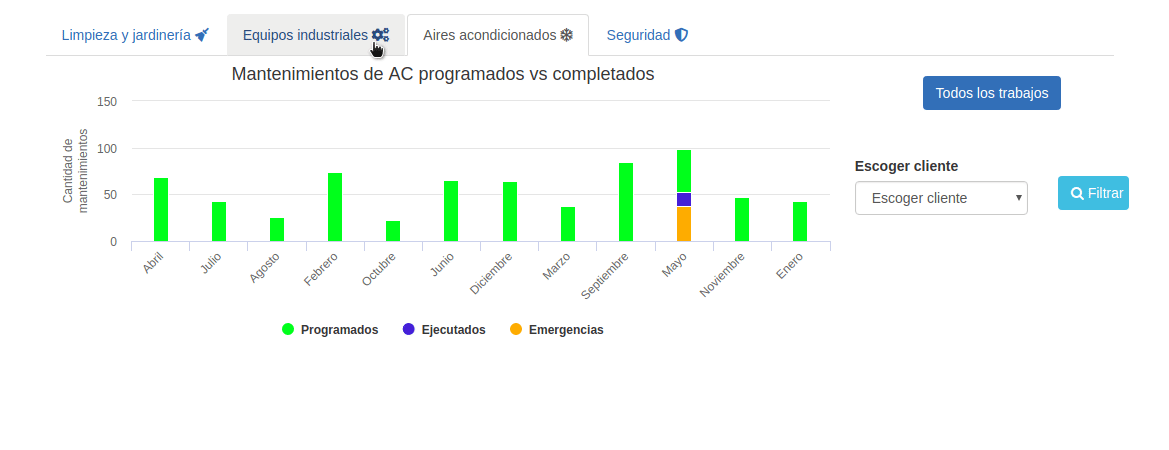 Limpieza y jardinería
Equipos industriales
Aires acondicionados
Seguridad
Mantenimientos de AC programados vs completados
Todos los trabajos
Cantidad de
mantenimientos
150
100
50
0
Abril
Julio
Agosto
Febrero
Octubre
Junio
Diciembre
Marzo
Septiembre
Mayo
Noviembre
Enero
Programados
Ejecutados
Emergencias
Escoger cliente
Escoger cliente
Filtrar